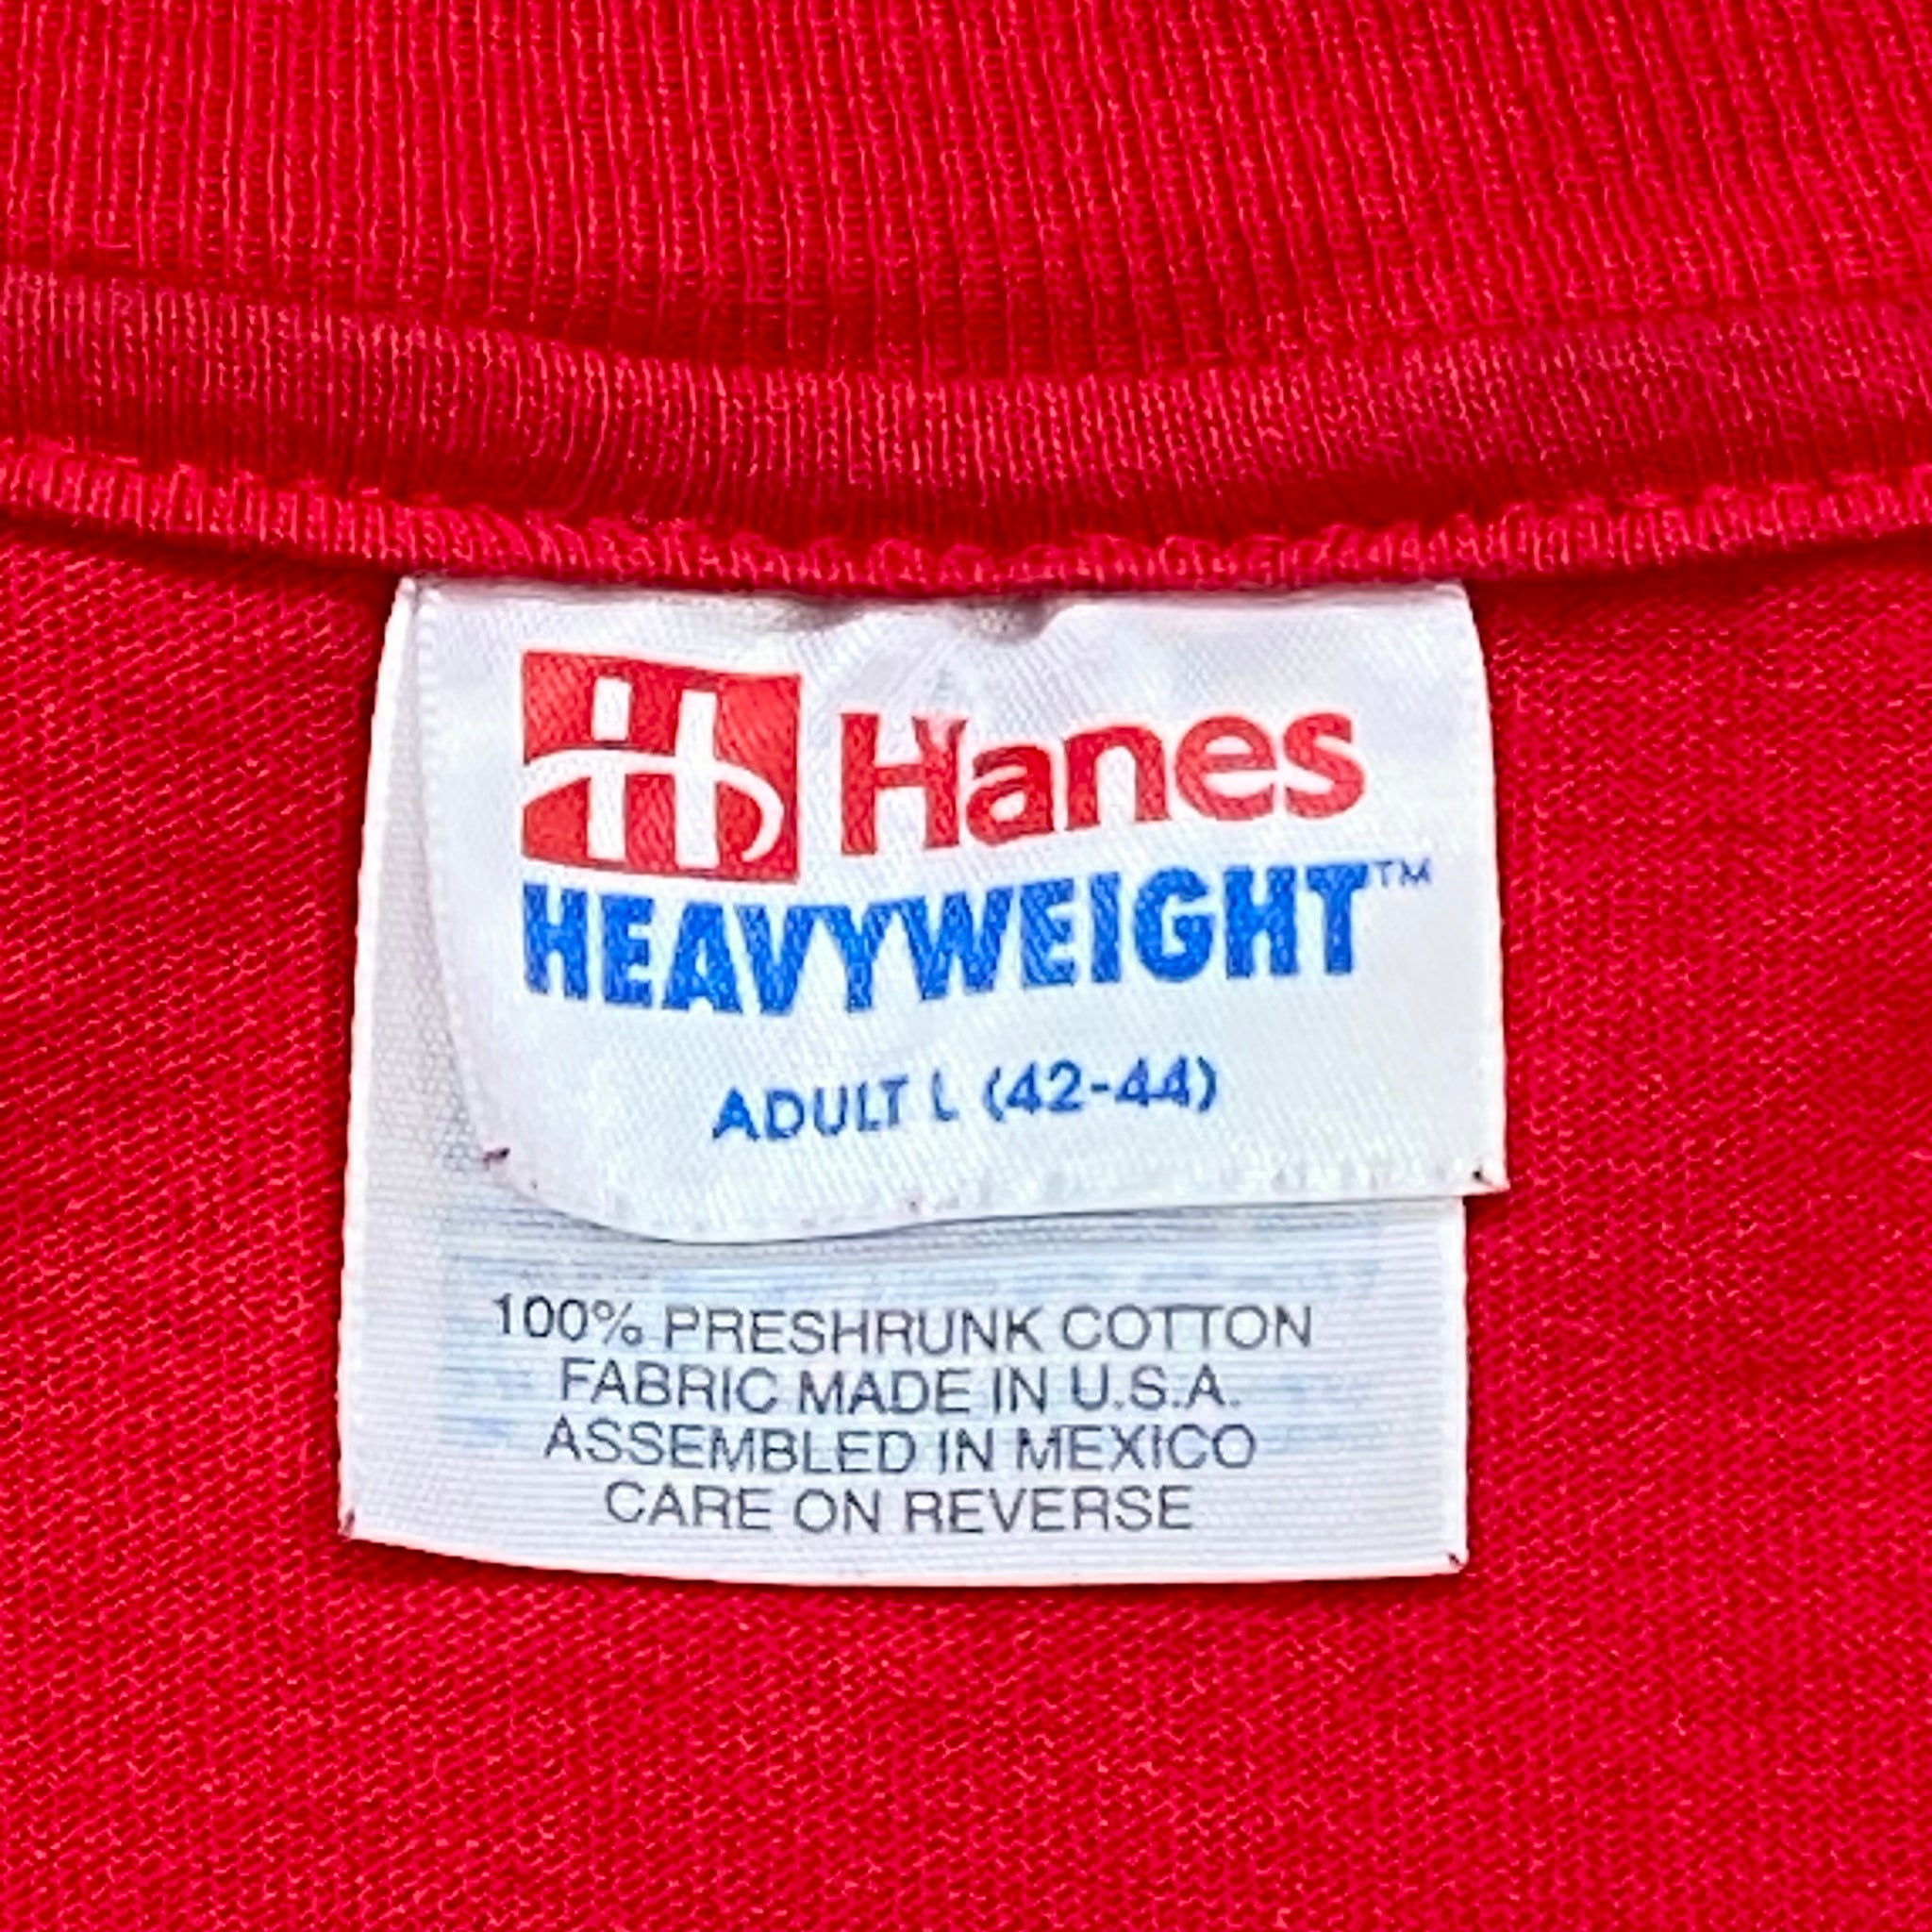 H Hanes
HEAVYWEIGHT™
ADULT L (42-44)
100% PRESHRUNK COTTON
FABRIC MADE IN U.S.A.
ASSEMBLED IN MEXICO
CARE ON REVERSE